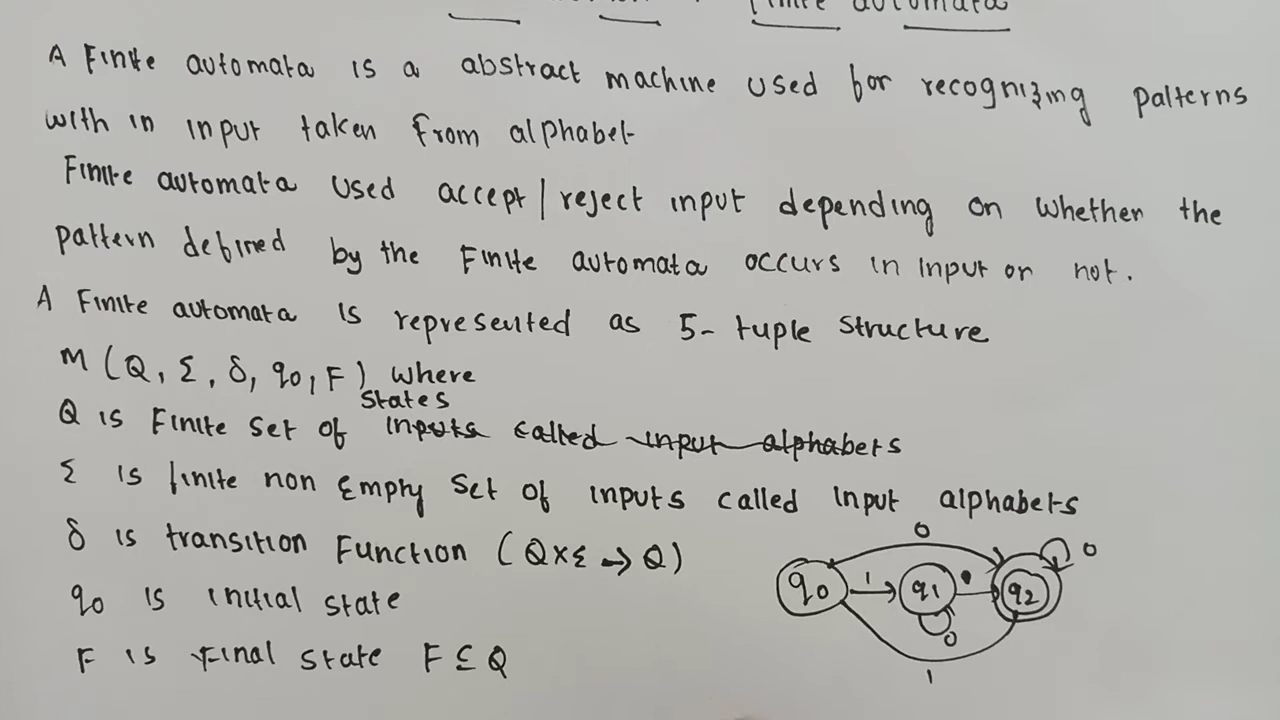 Finite automata
A Finite automata is a abstract machine used for recognizing patterns
with in input taken from alphabet
Finite automata used accept / reject input depending on whether the
pattern defined by the Finite automata occurs in input or not.
A Finite automata is represented as 5- tuple structure
M (Q, Σ, δ, q0, F) where
states
Q is Finite set of inputs called input alphabets
Σ is finite non Empty set of inputs called input alphabets
δ is transition Function (Q×Σ → Q)
q0 is initial state
F is final state F ⊆ Q
0
0
q0 1 q1 q2
0
1